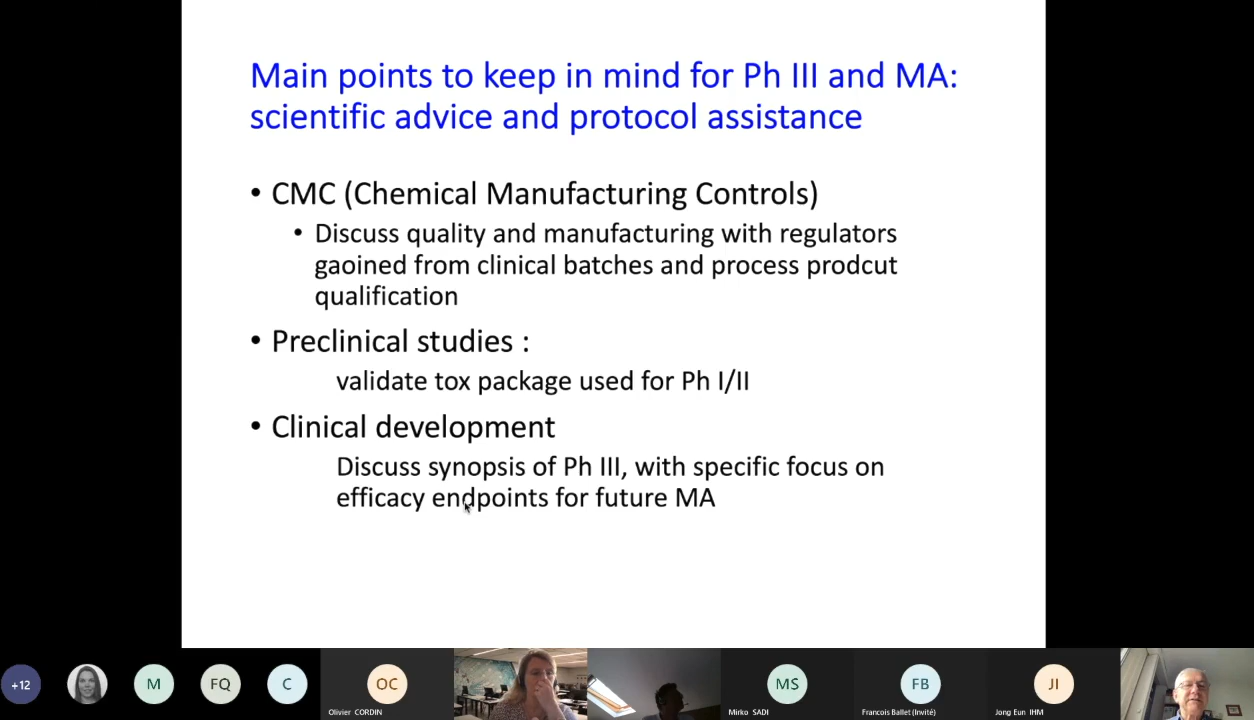 Main points to keep in mind for Ph III and MA:
scientific advice and protocol assistance
• CMC (Chemical Manufacturing Controls)
• Discuss quality and manufacturing with regulators
gaoined from clinical batches and process prodcut
qualification
• Preclinical studies :
validate tox package used for Ph I/II
• Clinical development
Discuss synopsis of Ph III, with specific focus on
efficacy endpoints for future MA
+12
M
FQ
C
OC
MS
FB
JI
Olivier CORDIN
Mirko SADI
Francois Ballet (Invité)
Jong Eun IHM